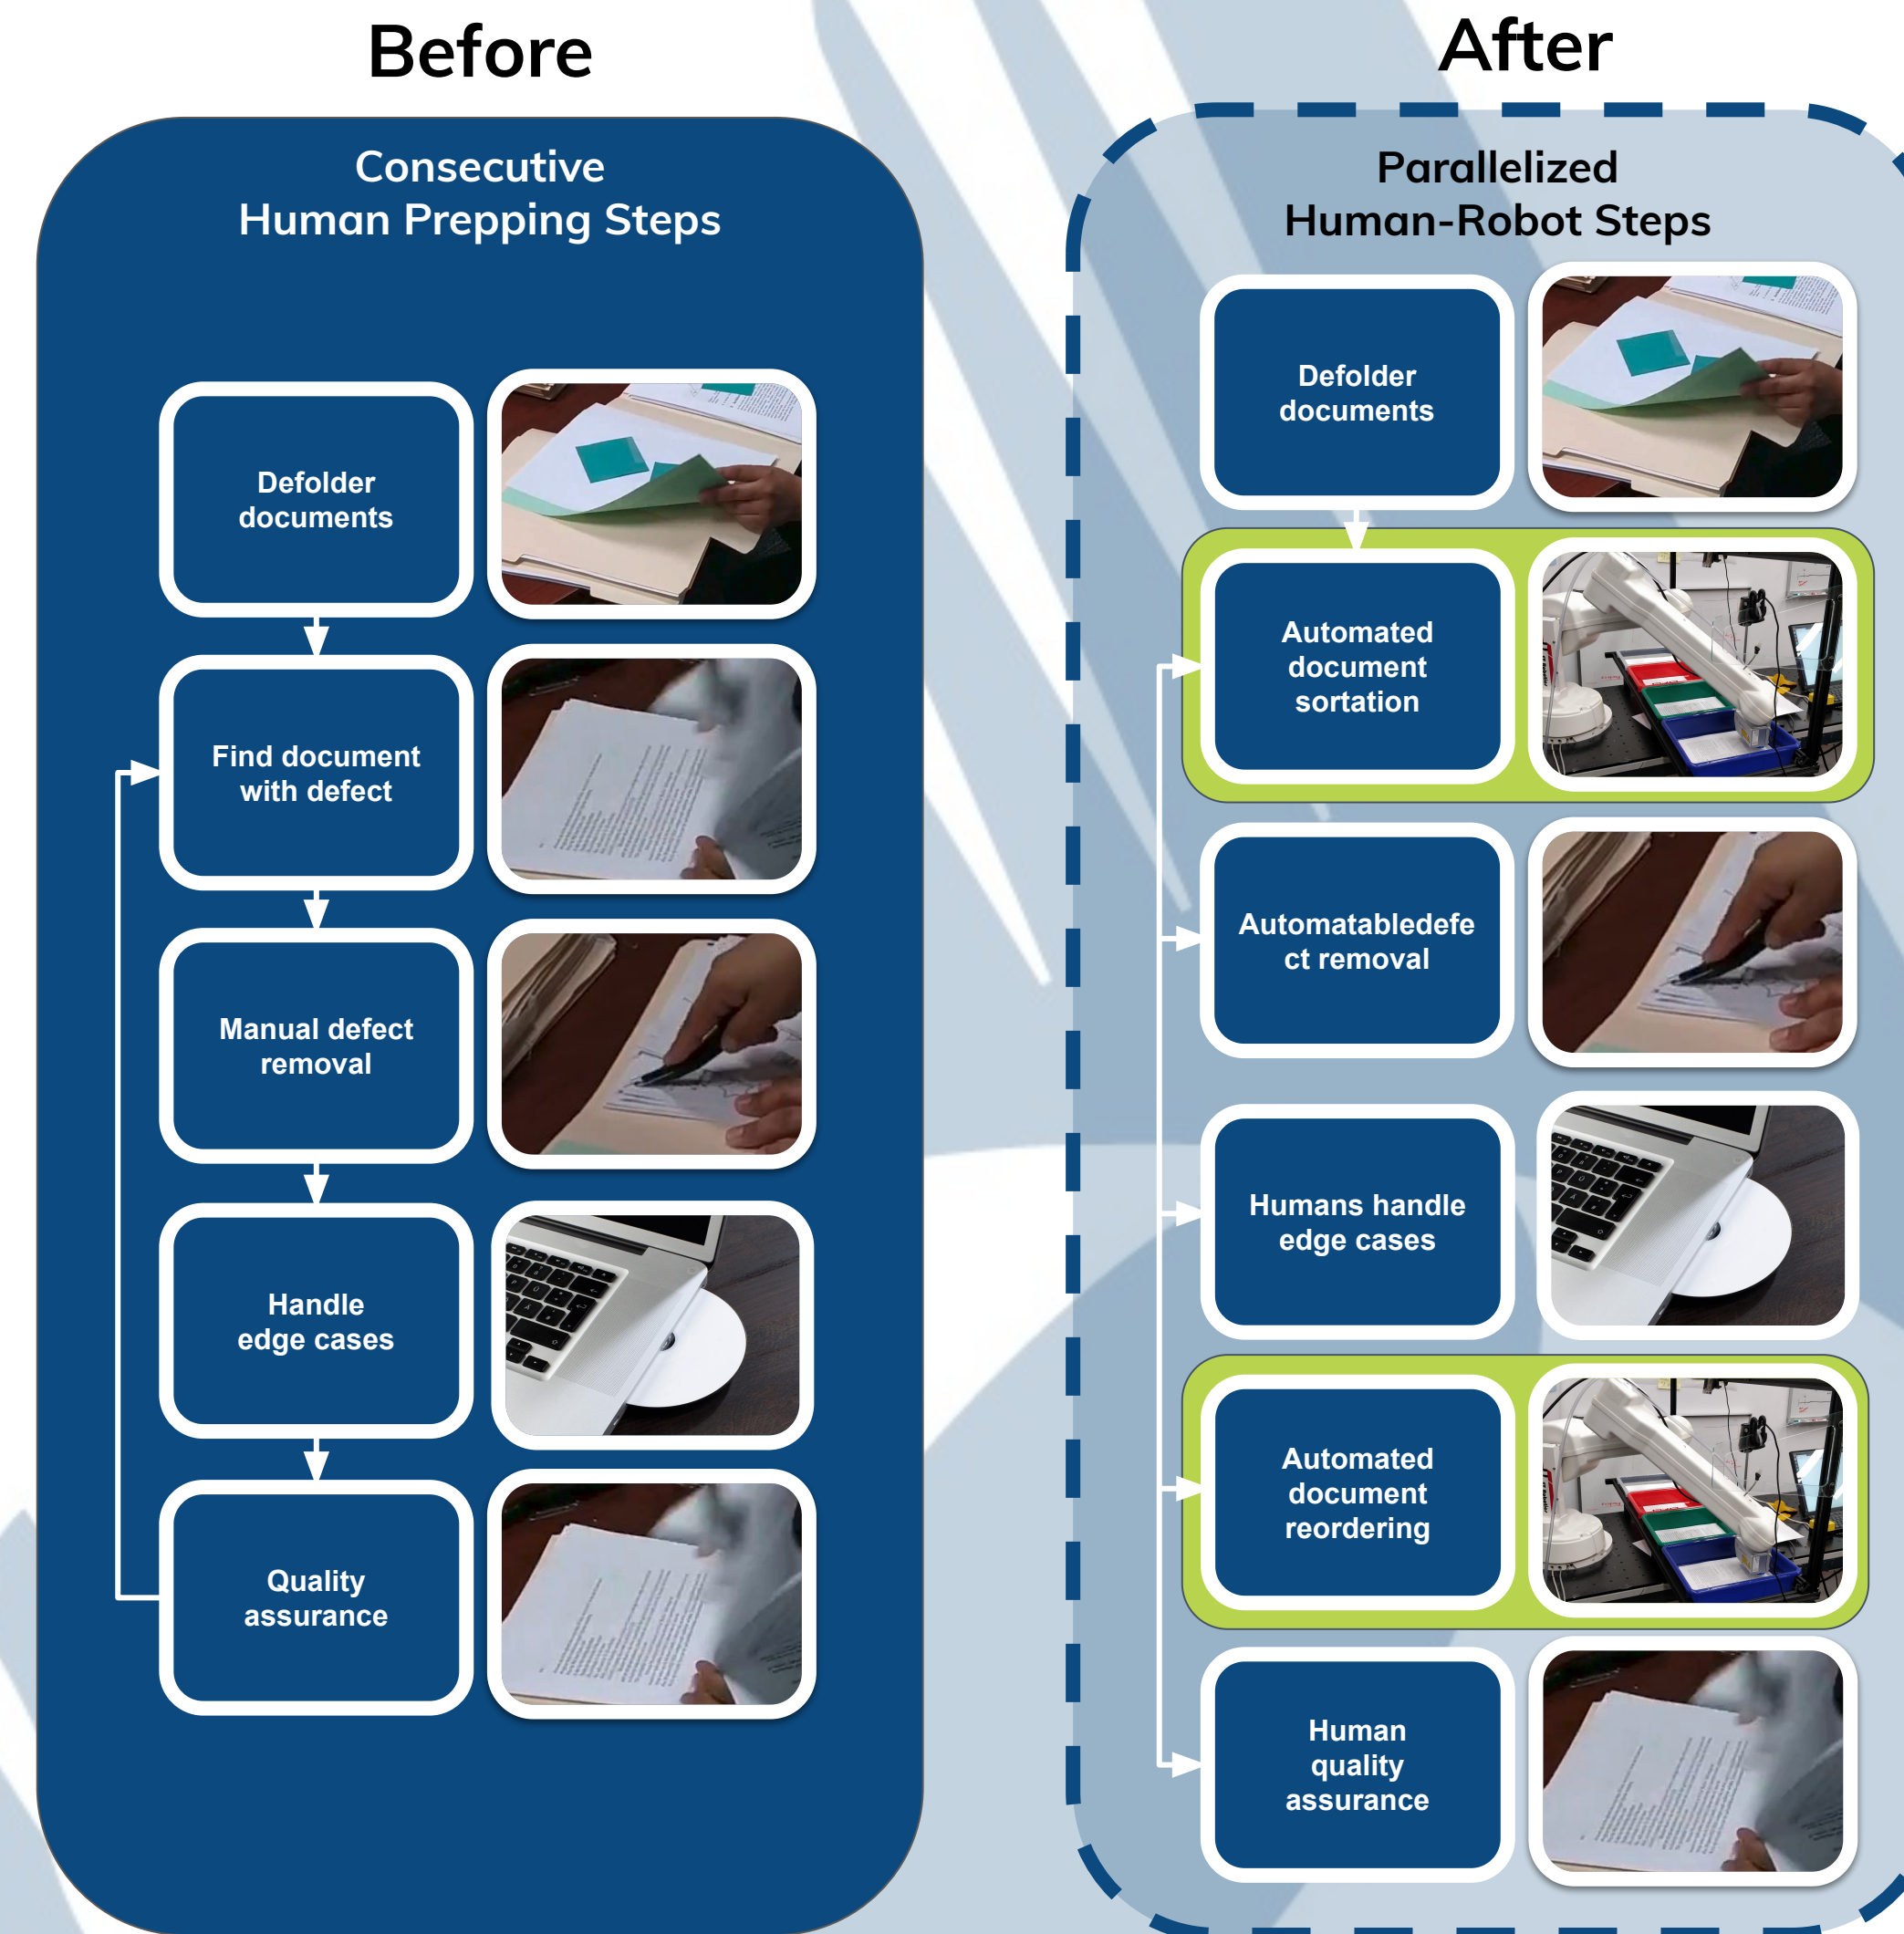 Before
Consecutive
Human Prepping Steps
Defolder
documents
Find document
with defect
Manual defect
removal
Handle
edge cases
Quality
assurance
After
Parallelized
Human-Robot Steps
Defolder
documents
Automated
document
sortation
Automatabledefe
ct removal
Humans handle
edge cases
Automated
document
reordering
Human
quality
assurance